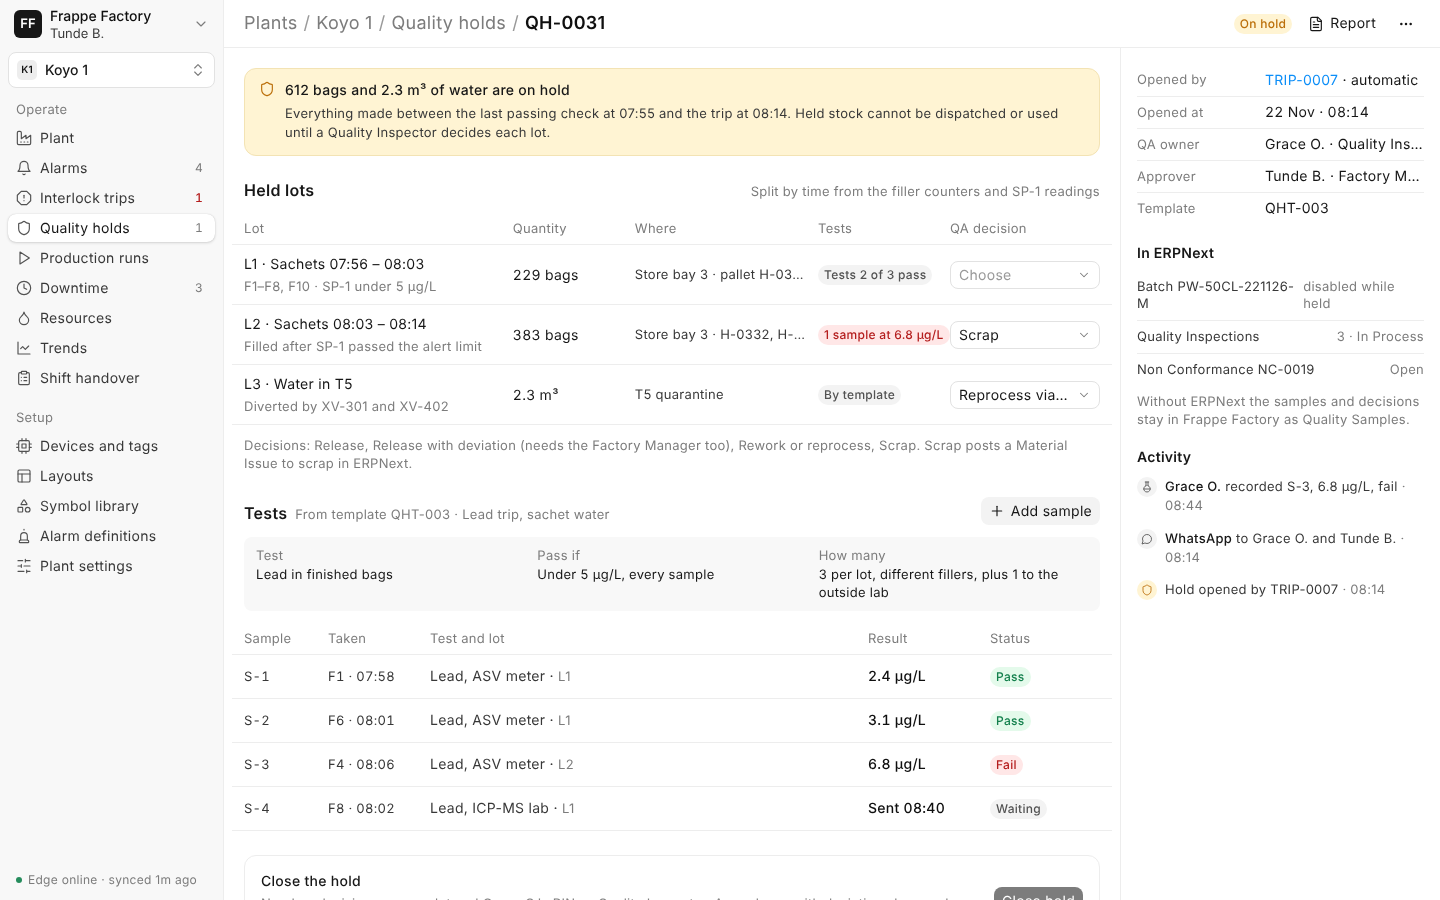 FF
Frappe Factory
Tunde B.
K1 Koyo 1
Operate
Plant
Alarms 4
Interlock trips 1
Quality holds 1
Production runs
Downtime 3
Resources
Trends
Shift handover
Setup
Devices and tags
Layouts
Symbol library
Alarm definitions
Plant settings
Edge online · synced 1m ago
Plants / Koyo 1 / Quality holds / QH-0031
On hold
Report
612 bags and 2.3 m³ of water are on hold
Everything made between the last passing check at 07:55 and the trip at 08:14. Held stock cannot be dispatched or used
until a Quality Inspector decides each lot.
Held lots
Split by time from the filler counters and SP-1 readings
Lot Quantity Where Tests QA decision
L1 · Sachets 07:56 – 08:03
F1–F8, F10 · SP-1 under 5 µg/L
229 bags
Store bay 3 · pallet H-03...
Tests 2 of 3 pass
Choose
L2 · Sachets 08:03 – 08:14
Filled after SP-1 passed the alert limit
383 bags
Store bay 3 · H-0332, H-...
1 sample at 6.8 µg/L
Scrap
L3 · Water in T5
Diverted by XV-301 and XV-402
2.3 m³
T5 quarantine
By template
Reprocess via...
Decisions: Release, Release with deviation (needs the Factory Manager too), Rework or reprocess, Scrap. Scrap posts a Material
Issue to scrap in ERPNext.
Tests From template QHT-003 · Lead trip, sachet water
Add sample
Test
Lead in finished bags
Pass if
Under 5 µg/L, every sample
How many
3 per lot, different fillers, plus 1 to the
outside lab
Sample Taken Test and lot Result Status
S-1 F1 · 07:58 Lead, ASV meter · L1 2.4 µg/L Pass
S-2 F6 · 08:01 Lead, ASV meter · L1 3.1 µg/L Pass
S-3 F4 · 08:06 Lead, ASV meter · L2 6.8 µg/L Fail
S-4 F8 · 08:02 Lead, ICP-MS lab · L1 Sent 08:40 Waiting
Close the hold
Opened by TRIP-0007 · automatic
Opened at 22 Nov · 08:14
QA owner Grace O. · Quality Ins...
Approver Tunde B. · Factory M...
Template QHT-003
In ERPNext
Batch PW-50CL-221126-
M
disabled while
held
Quality Inspections 3 · In Process
Non Conformance NC-0019 Open
Without ERPNext the samples and decisions
stay in Frappe Factory as Quality Samples.
Activity
Grace O. recorded S-3, 6.8 µg/L, fail ·
08:44
WhatsApp to Grace O. and Tunde B. ·
08:14
Hold opened by TRIP-0007 · 08:14